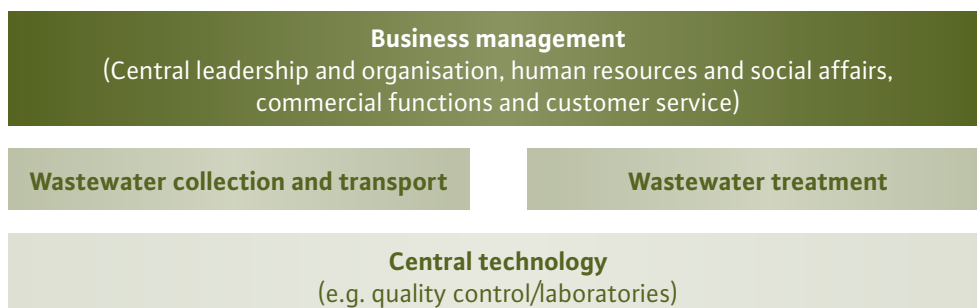 Business management
(Central leadership and organisation, human resources and social affairs,
commercial functions and customer service)
Wastewater collection and transport
Wastewater treatment
Central technology
(e.g. quality control/laboratories)